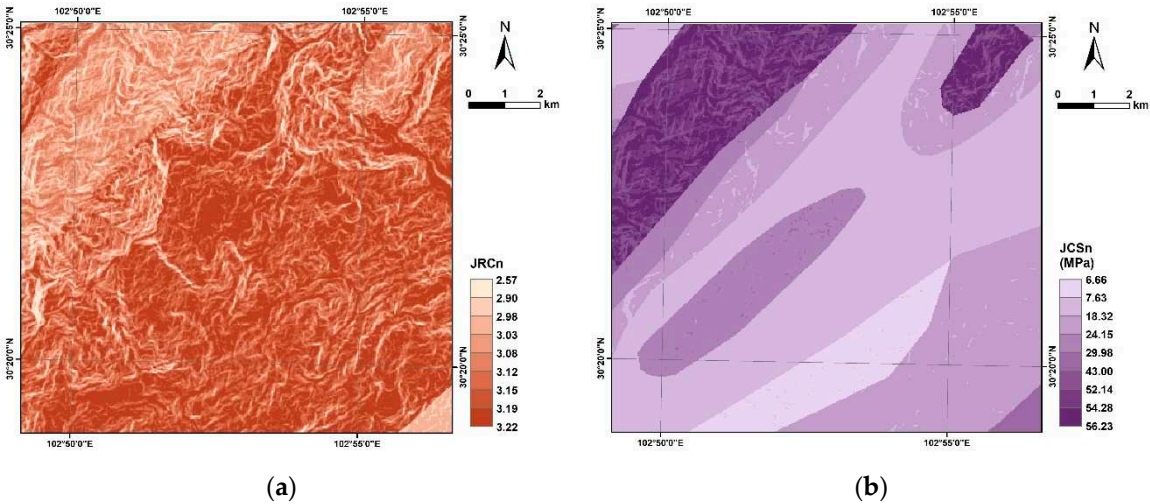 102°50'0"E
102°55'0"E
30°25'0"N
30°25'0"N
N
0 1 2
km
JRCn
2.57
2.90
2.98
3.03
3.08
3.12
3.15
3.19
3.22
30°20'0"N
30°20'0"N
102°50'0"E
102°55'0"E
(a)
102°50'0"E
102°55'0"E
30°25'0"N
30°25'0"N
N
0 1 2
km
JCSn
(MPa)
6.66
7.63
18.32
24.15
29.98
43.00
52.14
54.28
56.23
30°20'0"N
30°20'0"N
102°50'0"E
102°55'0"E
(b)